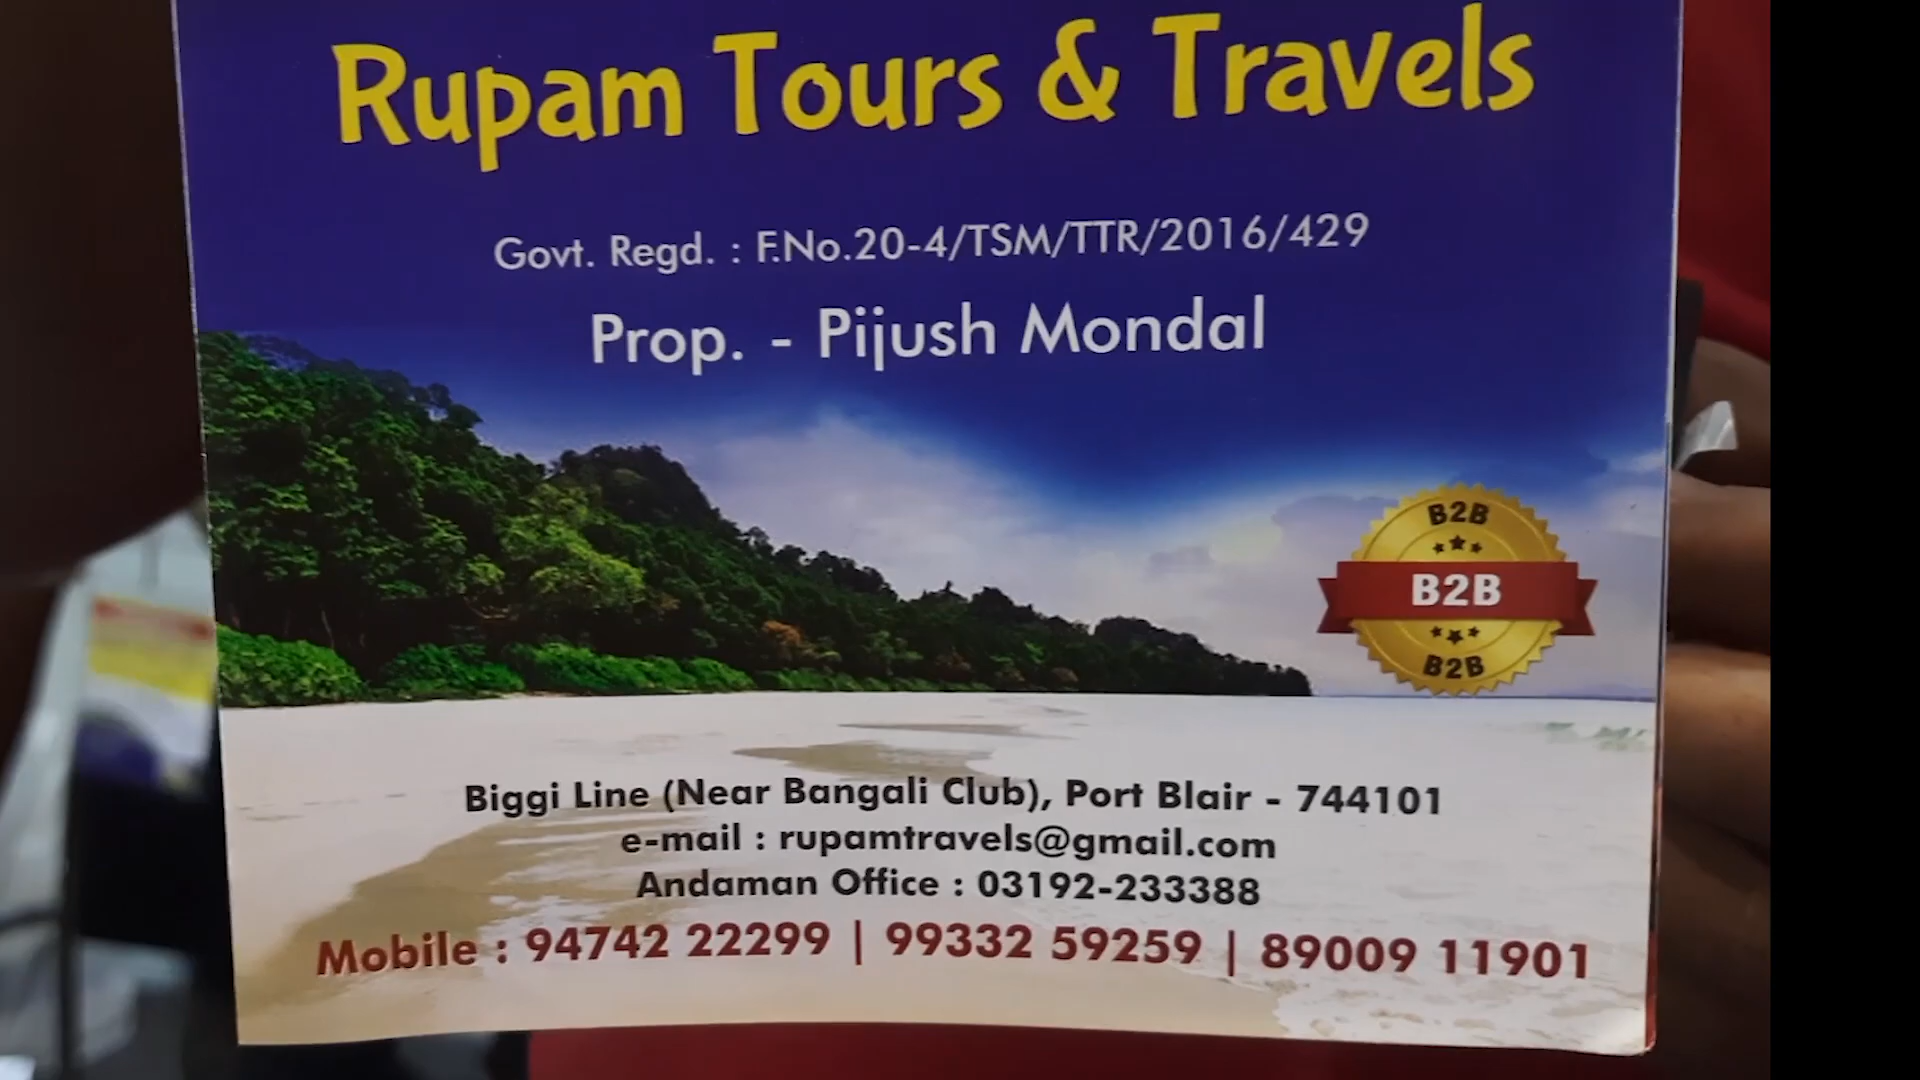 Rupam Tours & Travels
Govt. Regd. : F.No.20-4/TSM/TTR/2016/429
Prop. - Pijush Mondal
B2B
B2B
B2B
Biggi Line (Near Bangali Club), Port Blair - 744101
e-mail : rupamtravels@gmail.com
Andaman Office : 03192-233388
Mobile : 94742 22299 | 99332 59259 | 89009 11901